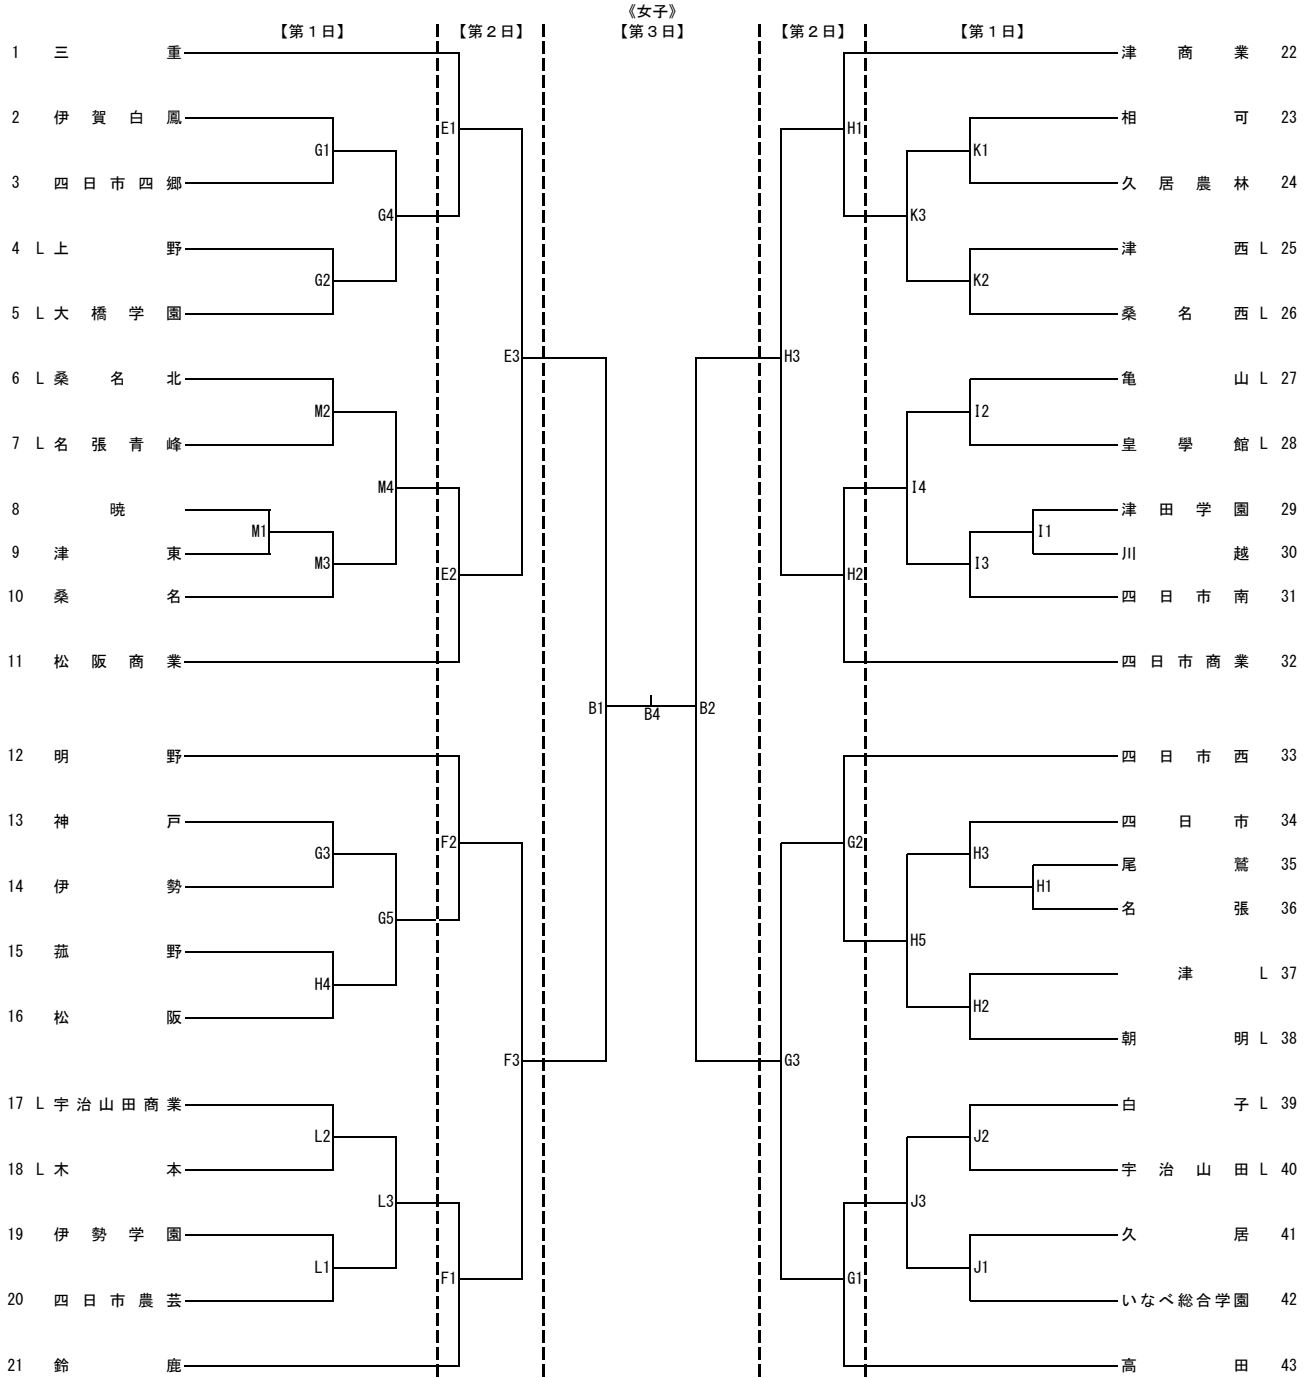 《女子》
【第１日】 【第２日】 【第３日】 【第２日】 【第１日】
1 三重 津商業 22
2 伊賀白鳳 相可 23
E1 H1
G1 K1
3 四日市四郷 久居農林 24
G4 K3
4 L 上野 津西 L 25
G2 K2
5 L 大橋学園 桑名西 L 26
E3 H3
6 L 桑名北 亀山 L 27
M2 I2
7 L 名張青峰 皇學館 L 28
M4 I4
8 暁 津田学園 29
M1 I1
9 津東 川越 30
M3 I3
E2 H2
10 桑名 四日市南 31
11 松阪商業 四日市商業 32
B1 B4 B2
12 明野 四日市西 33
13 神戸 四日市 34
F2 G2
G3 H3
尾鷲 35
14 伊勢 H1
名張 36
G5 H5
15 菰野 津 L 37
H4 H2
16 松阪 朝明 L 38
F3 G3
17 L 宇治山田商業 白子 L 39
L2 J2
18 L 木本 宇治山田 L 40
L3 J3
19 伊勢学園 久居 41
L1 J1
F1 G1
20 四日市農芸 いなべ総合学園 42
21 鈴鹿 高田 43